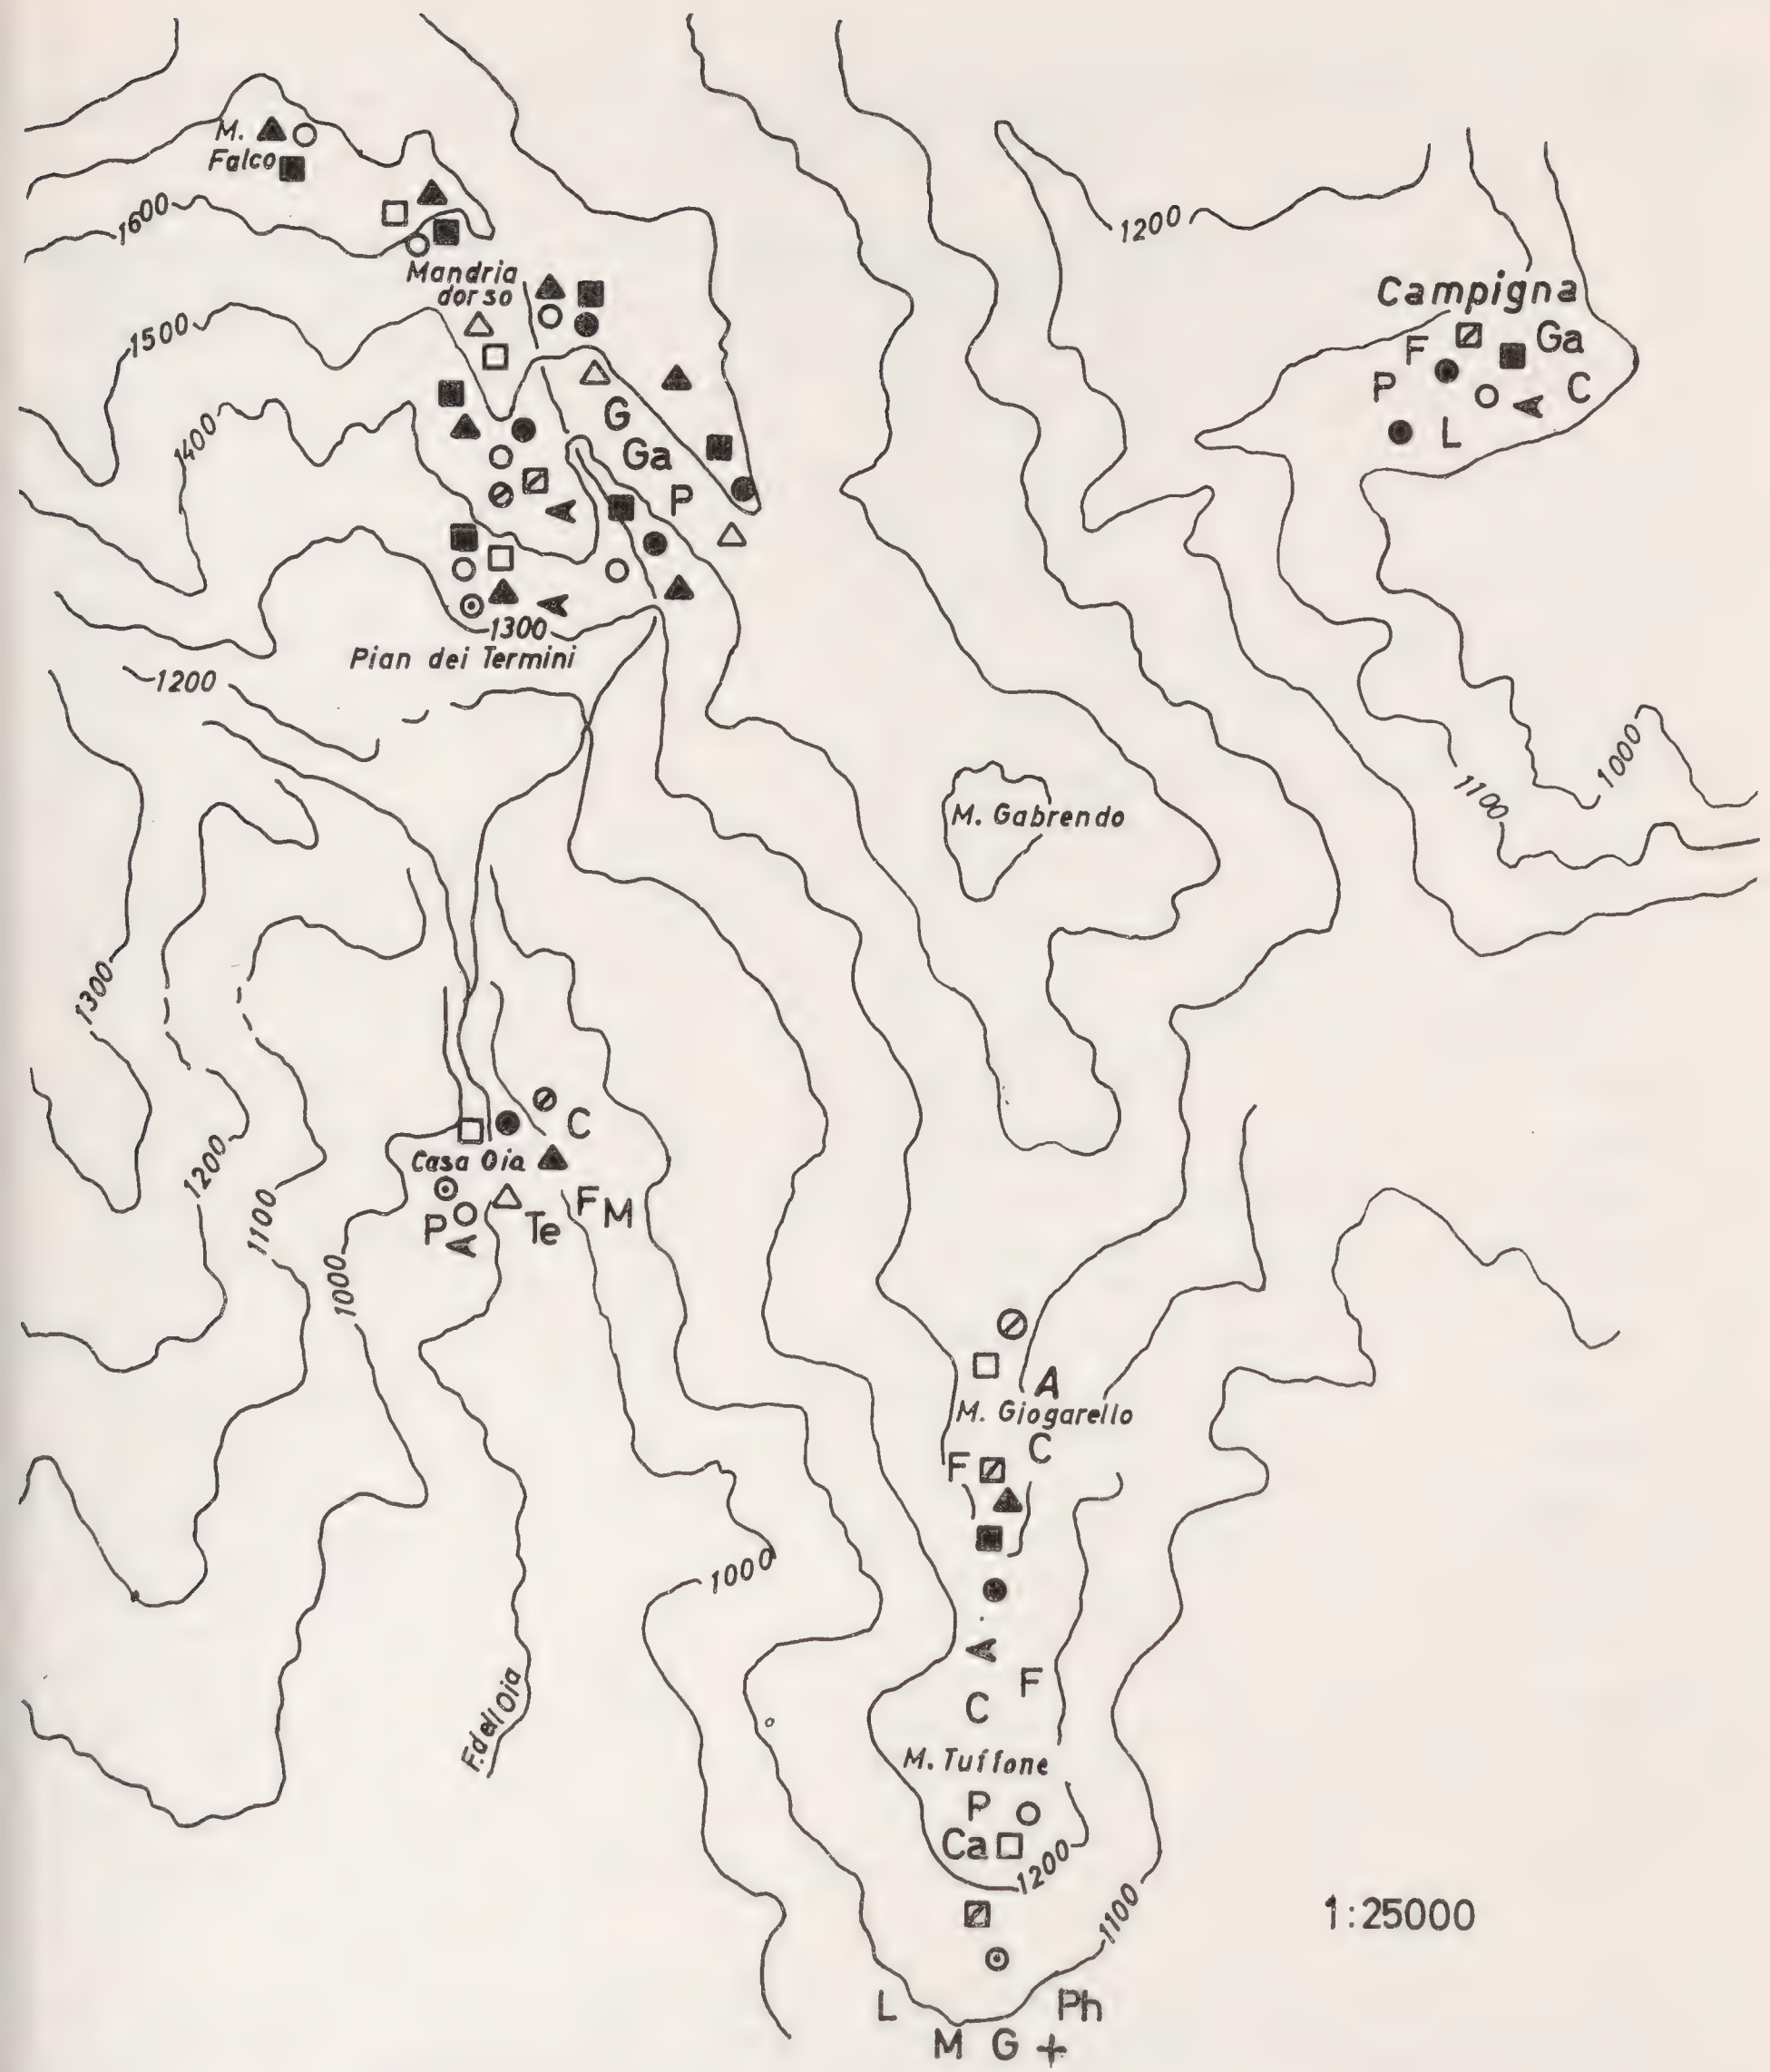 M.
Falco
1600
1200
Mandria
dorso
Campigna
1500
F
Ga
P
C
L
1400
G
Ga
P
1300
Pian dei Termini
1200
1000
1100
M. Gabrendo
1300
C
Casa Oia
1200
1100
P
Te
F M
1000
A
M. Giogarello
C
F
1000
F
C
F.dell Oia
M. Tuffone
P
Ca
1200
1100
1:25000
L
Ph
M G +